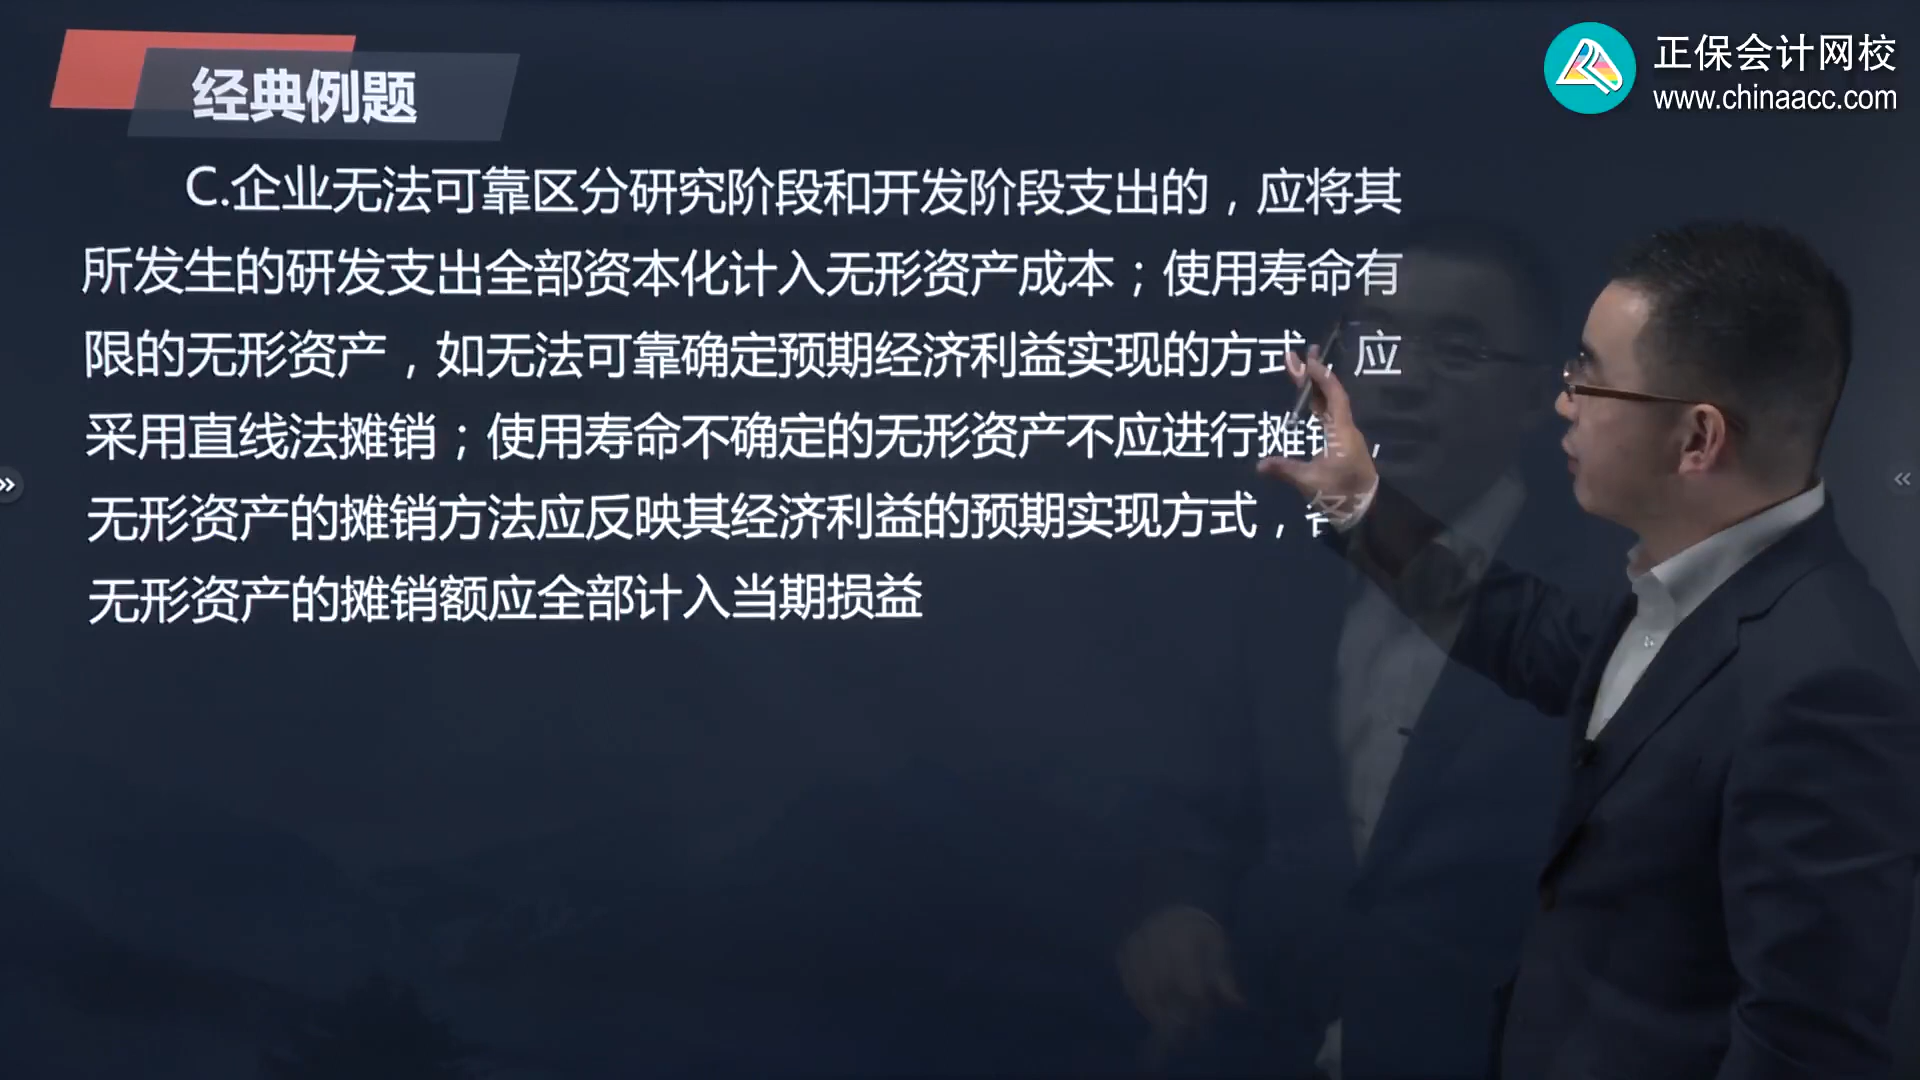 正保会计网校
www.chinaacc.com
经典例题
C.企业无法可靠区分研究阶段和开发阶段支出的，应将其
所发生的研发支出全部资本化计入无形资产成本；使用寿命有
限的无形资产，如无法可靠确定预期经济利益实现的方式，应
采用直线法摊销；使用寿命不确定的无形资产不应进行摊销，
无形资产的摊销方法应反映其经济利益的预期实现方式，各
无形资产的摊销额应全部计入当期损益